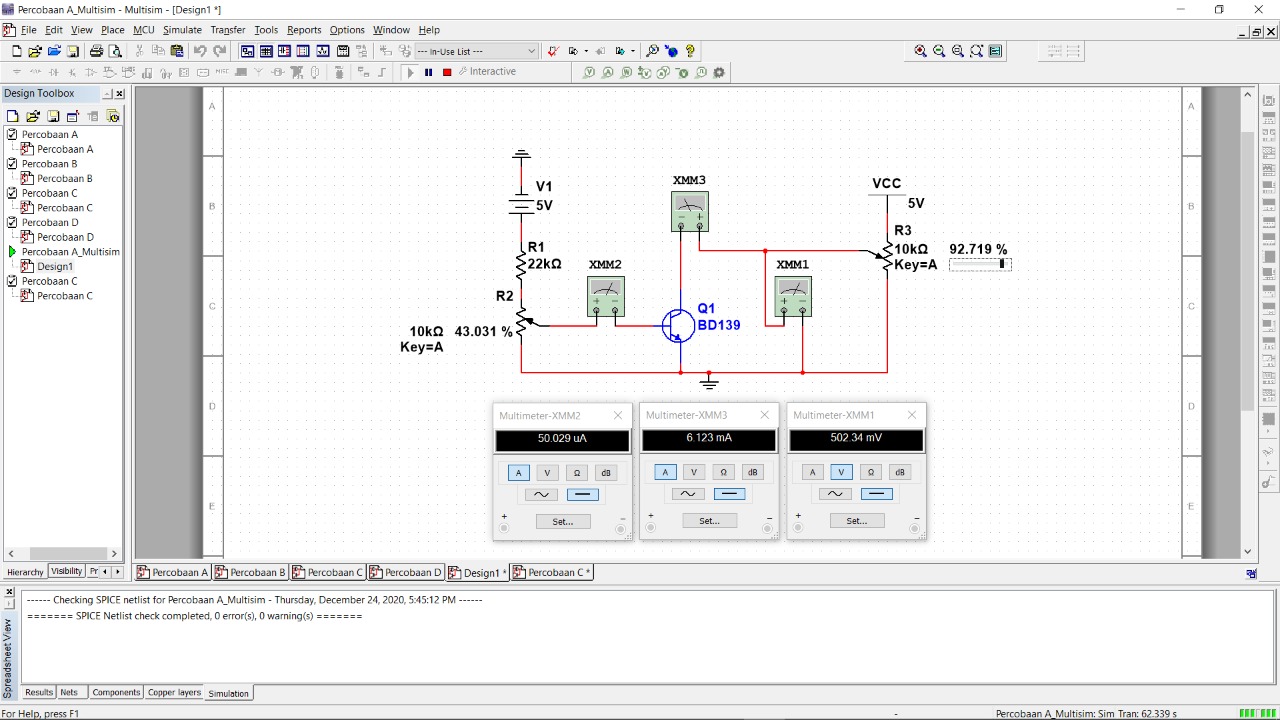 Percobaan A_Multisim - Multisim - [Design1 *]
File Edit View Place MCU Simulate Transfer Tools Reports Options Window Help
--- In-Use List ---
Interactive
Design Toolbox
Percobaan A
Percobaan A
Percobaan B
Percobaan B
Percobaan C
Percobaan C
Percobaan D
Percobaan D
Percobaan A_Multisim
Design1
Percobaan C
Percobaan C
Hierarchy Visibility Pr
A
B
C
D
E
A
B
C
D
E
V1
5V
R1
22kΩ
R2
10kΩ 43.031 %
Key=A
XMM2
XMM3
XMM1
Q1
BD139
VCC
5V
R3
10kΩ 92.719 %
Key=A
Multimeter-XMM2
50.029 uA
A V Ω dB
Set...
+ −
Multimeter-XMM3
6.123 mA
A V Ω dB
Set...
+ −
Multimeter-XMM1
502.34 mV
A V Ω dB
Set...
+ −
Percobaan A Percobaan B Percobaan C Percobaan D Design1 * Percobaan C *
Spreadsheet View
------ Checking SPICE netlist for Percobaan A_Multisim - Thursday, December 24, 2020, 5:45:12 PM ------
======= SPICE Netlist check completed, 0 error(s), 0 warning(s) =======
Results Nets Components Copper layers Simulation
For Help, press F1
-
Percobaan A_Multisim: Sim Tran: 62.339 s